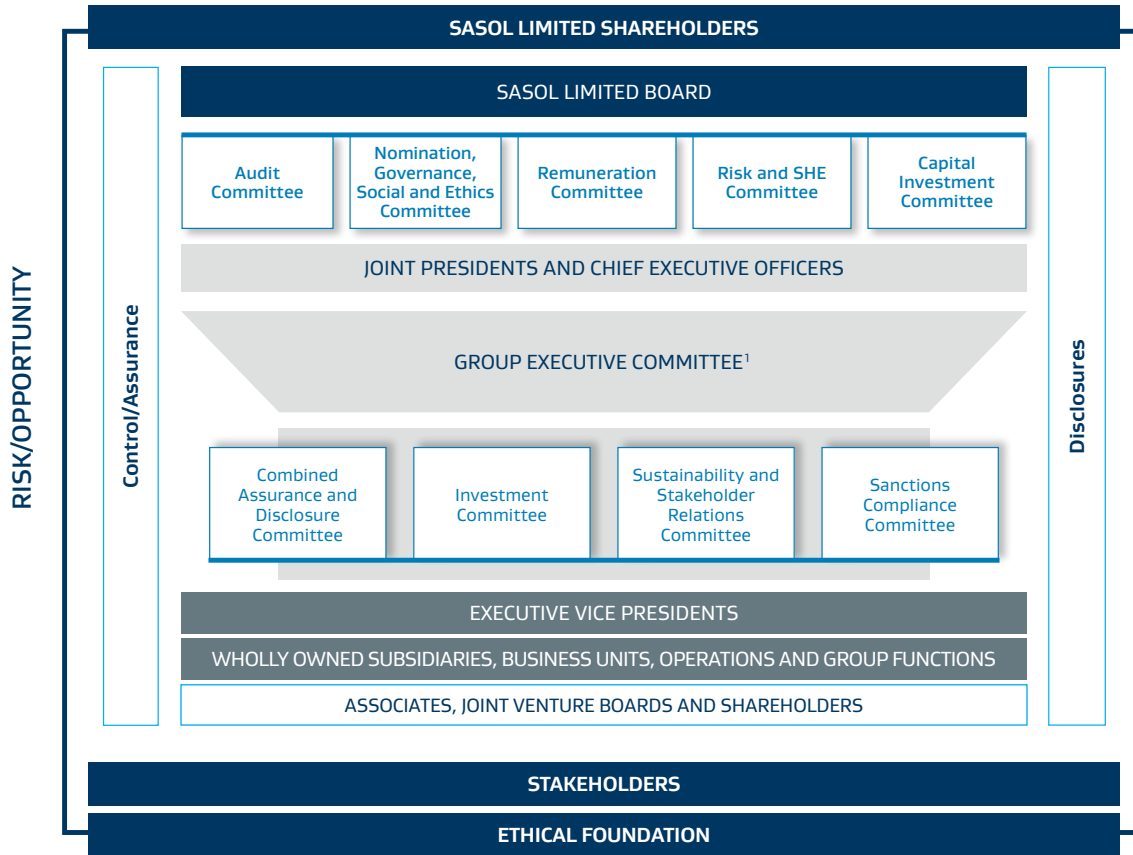 SASOL LIMITED SHAREHOLDERS
SASOL LIMITED BOARD
Audit
Committee
Nomination,
Governance,
Social and Ethics
Committee
Remuneration
Committee
Risk and SHE
Committee
Capital
Investment
Committee
JOINT PRESIDENTS AND CHIEF EXECUTIVE OFFICERS
GROUP EXECUTIVE COMMITTEE¹
RISK/OPPORTUNITY
Control/Assurance
Disclosures
Combined
Assurance and
Disclosure
Committee
Investment
Committee
Sustainability and
Stakeholder
Relations
Committee
Sanctions
Compliance
Committee
EXECUTIVE VICE PRESIDENTS
WHOLLY OWNED SUBSIDIARIES, BUSINESS UNITS, OPERATIONS AND GROUP FUNCTIONS
ASSOCIATES, JOINT VENTURE BOARDS AND SHAREHOLDERS
STAKEHOLDERS
ETHICAL FOUNDATION